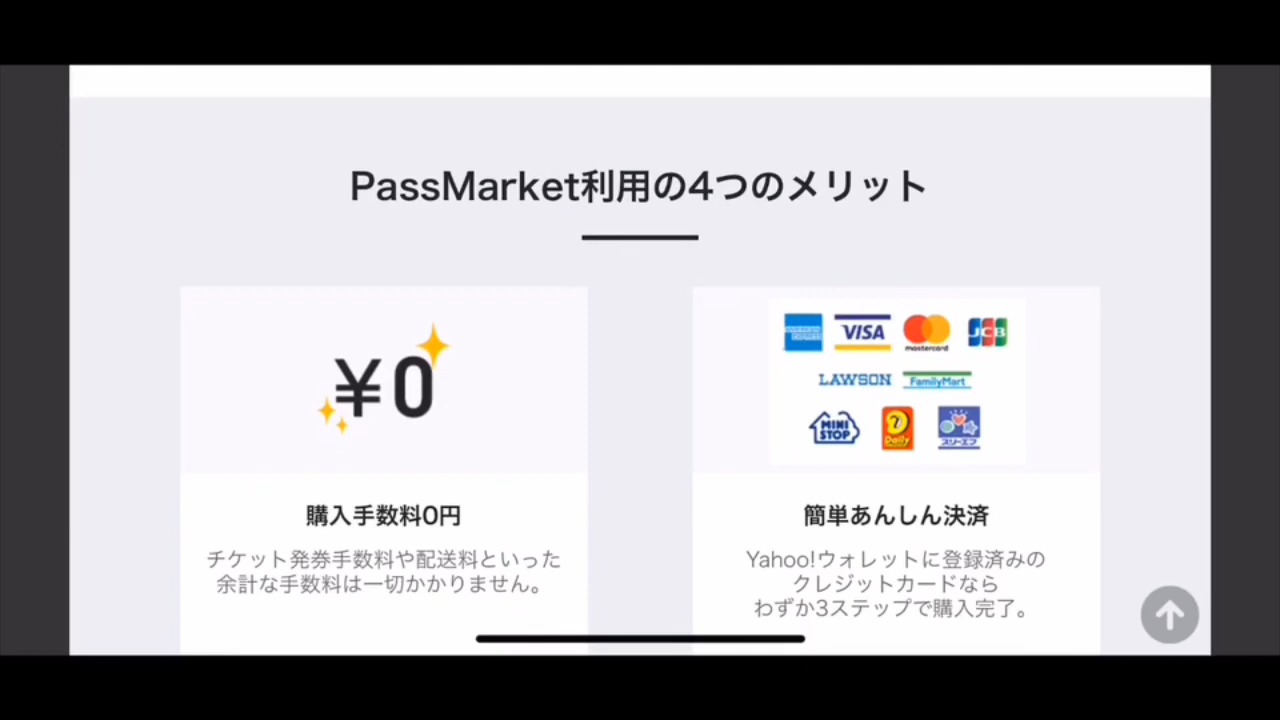 PassMarket利用の4つのメリット
¥0
購入手数料0円
チケット発券手数料や配送料といった
余計な手数料は一切かかりません。
AMERICAN EXPRESS
VISA
mastercard
JCB
LAWSON
FamilyMart
MINI STOP
Daily
スリーエフ
簡単あんしん決済
Yahoo!ウォレットに登録済みの
クレジットカードなら
わずか3ステップで購入完了。